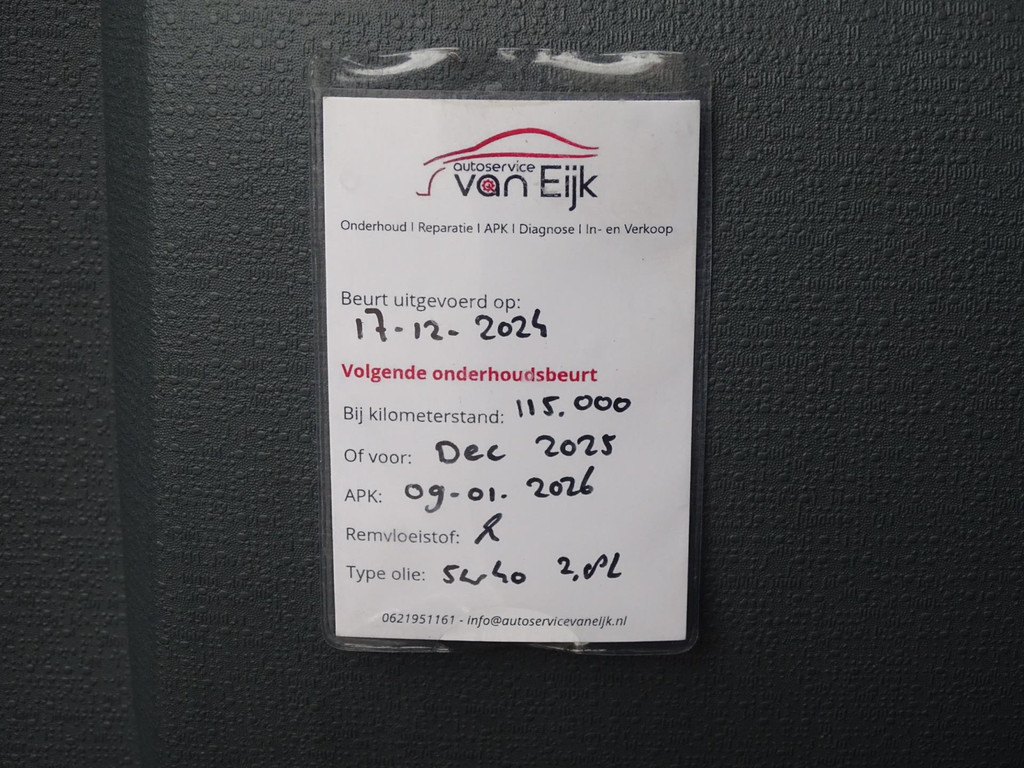 autoservice
van Eijk
Onderhoud I Reparatie I APK I Diagnose I In- en Verkoop
Beurt uitgevoerd op:
17-12-2024
Volgende onderhoudsbeurt
Bij kilometerstand: 115.000
Of voor: Dec 2025
APK: 09-01-2026
Remvloeistof:
Type olie: 5w40
0621951161 - info@autoservicevaneijk.nl